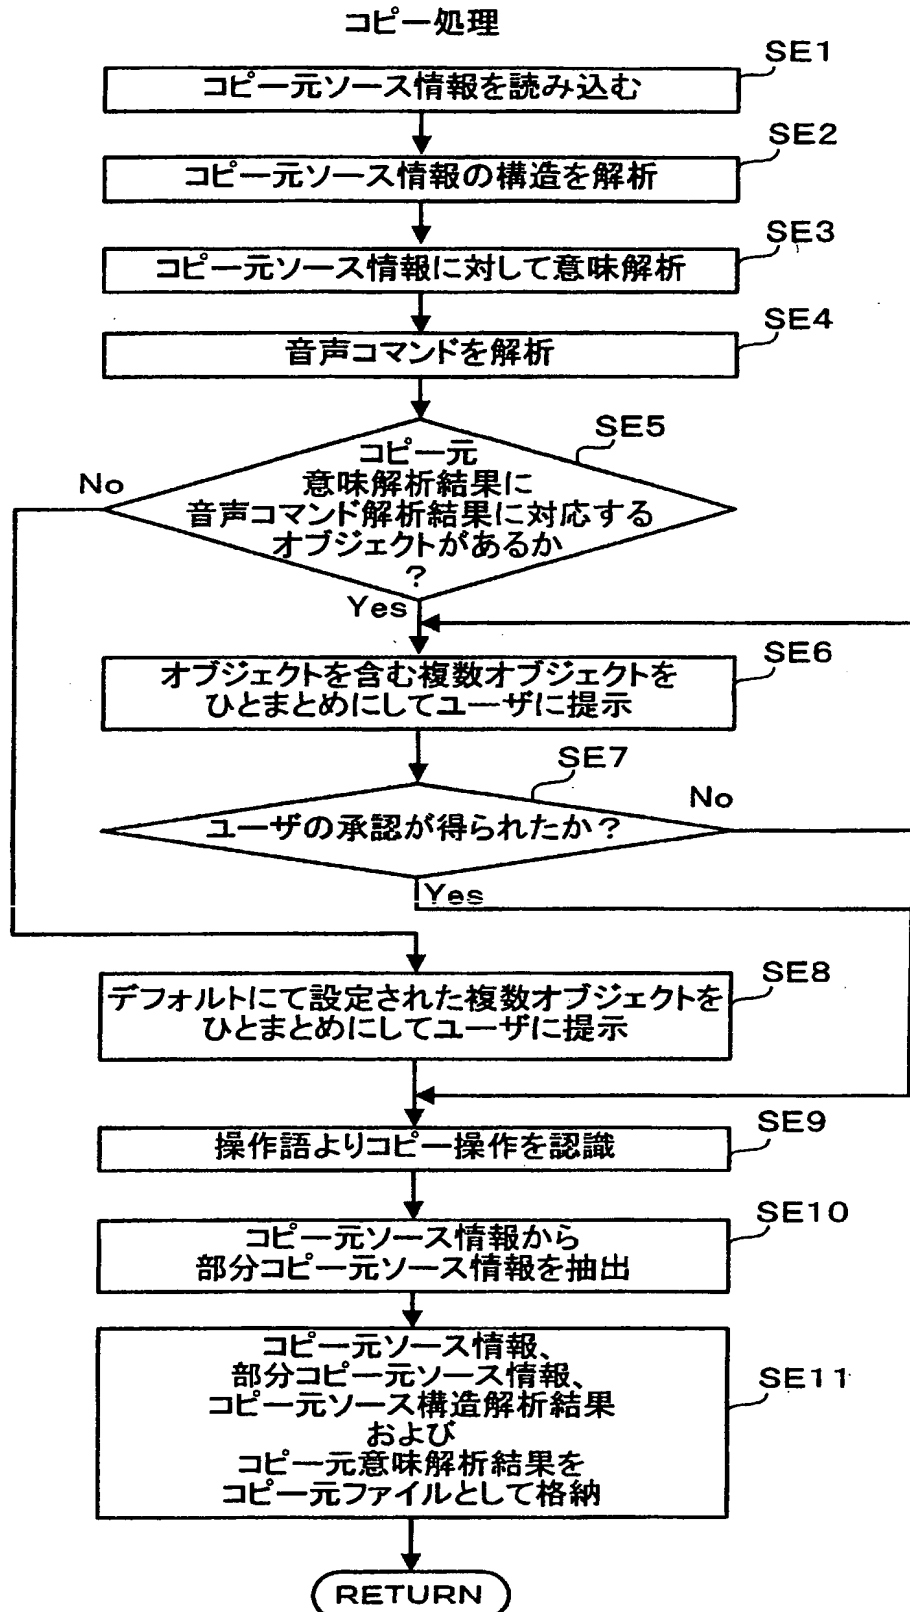 コピー処理
SE1
コピー元ソース情報を読み込む
SE2
コピー元ソース情報の構造を解析
SE3
コピー元ソース情報に対して意味解析
SE4
音声コマンドを解析
SE5
コピー元
意味解析結果に
音声コマンド解析結果に対応する
オブジェクトがあるか
?
No
Yes
SE6
オブジェクトを含む複数オブジェクトを
ひとまとめにしてユーザに提示
SE7
ユーザの承認が得られたか?
No
Yes
SE8
デフォルトにて設定された複数オブジェクトを
ひとまとめにしてユーザに提示
SE9
操作語よりコピー操作を認識
SE10
コピー元ソース情報から
部分コピー元ソース情報を抽出
SE11
コピー元ソース情報、
部分コピー元ソース情報、
コピー元ソース構造解析結果
および
コピー元意味解析結果を
コピー元ファイルとして格納
RETURN